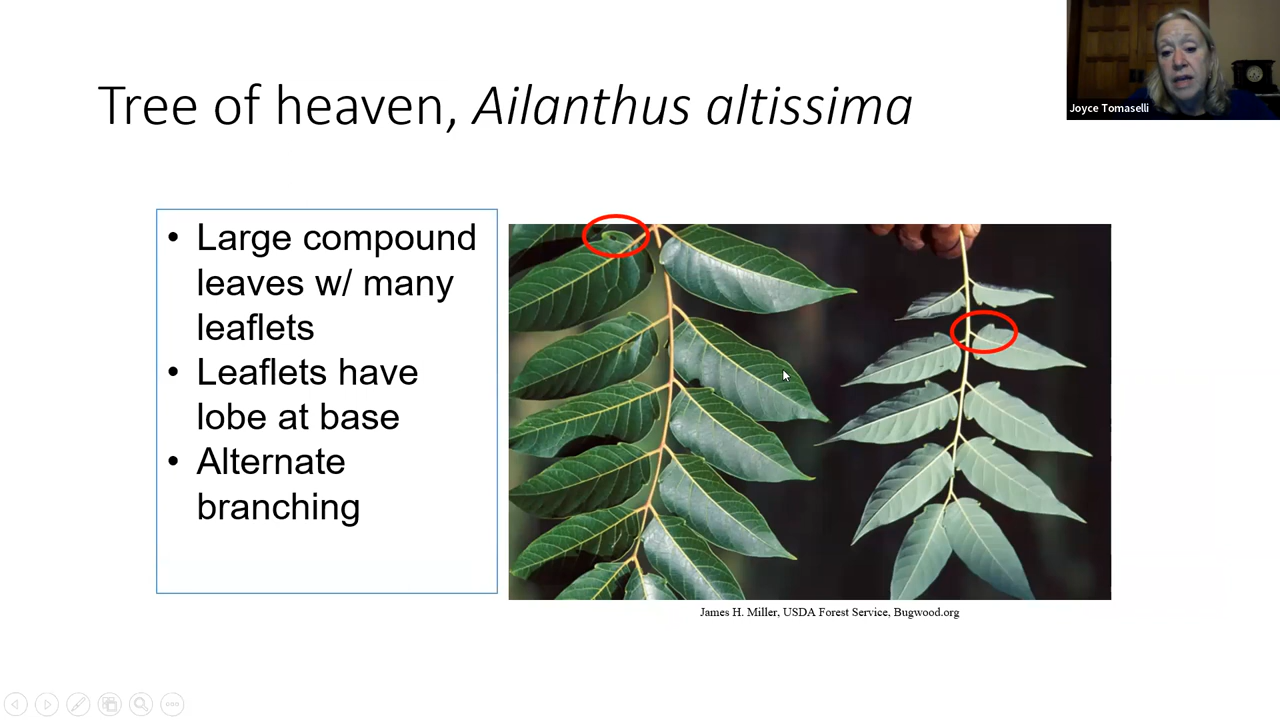 Joyce Tomaselli
Tree of heaven, Ailanthus altissima
• Large compound
leaves w/ many
leaflets
• Leaflets have
lobe at base
• Alternate
branching
James H. Miller, USDA Forest Service, Bugwood.org